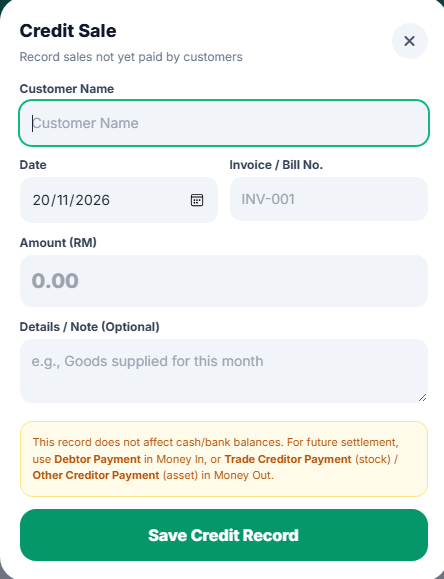 Credit Sale
Record sales not yet paid by customers
Customer Name
Customer Name
Date
Invoice / Bill No.
20/11/2026
INV-001
Amount (RM)
0.00
Details / Note (Optional)
e.g., Goods supplied for this month
This record does not affect cash/bank balances. For future settlement,
use Debtor Payment in Money In, or Trade Creditor Payment (stock) /
Other Creditor Payment (asset) in Money Out.
Save Credit Record